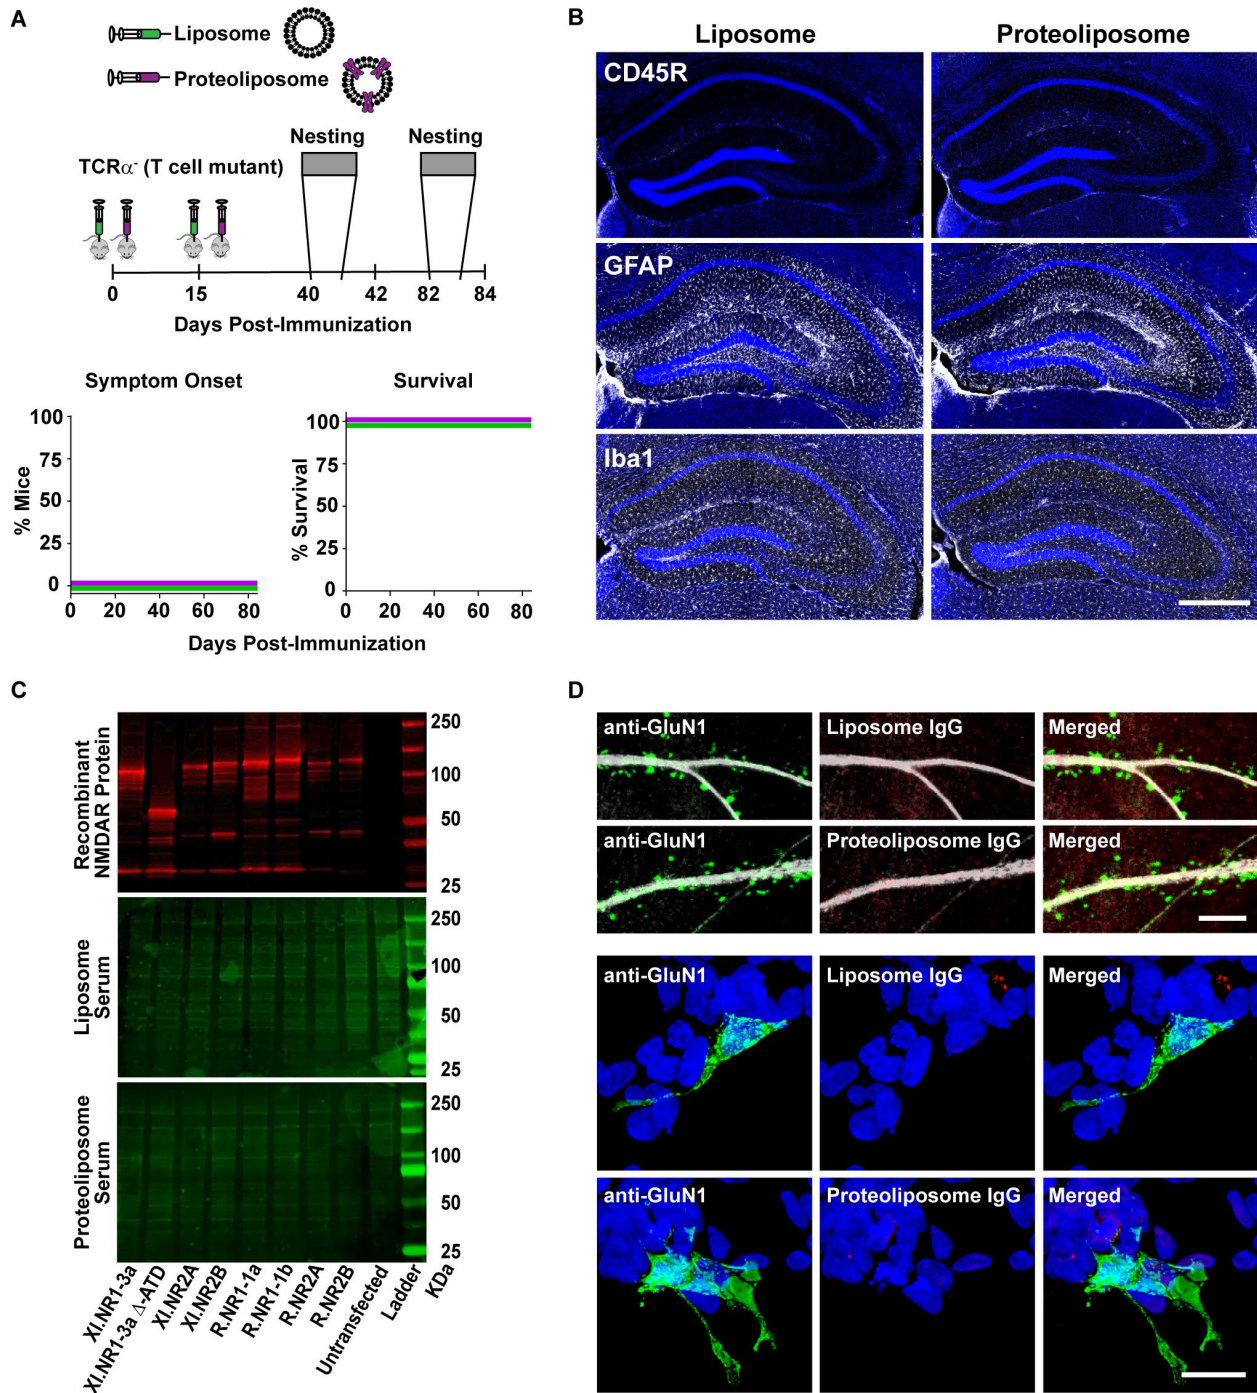 A
Liposome
Proteoliposome
Nesting Nesting
TCRα⁻ (T cell mutant)
0 15 40 42 82 84
Days Post-Immunization
Symptom Onset
% Mice
100
75
50
25
0
0 20 40 60 80
Survival
% Survival
100
75
50
25
0
0 20 40 60 80
Days Post-Immunization
B
Liposome Proteoliposome
CD45R
GFAP
Iba1
C
Recombinant
NMDAR Protein
250
100
50
25
Liposome
Serum
250
100
50
25
Proteoliposome
Serum
250
100
50
25
XI.NR1-3a
XI.NR1-3a Δ-ATD
XI.NR2A
XI.NR2B
R.NR1-1a
R.NR1-1b
R.NR2A
R.NR2B
Untransfected
Ladder
KDa
D
anti-GluN1 Liposome IgG Merged
anti-GluN1 Proteoliposome IgG Merged
anti-GluN1 Liposome IgG Merged
anti-GluN1 Proteoliposome IgG Merged